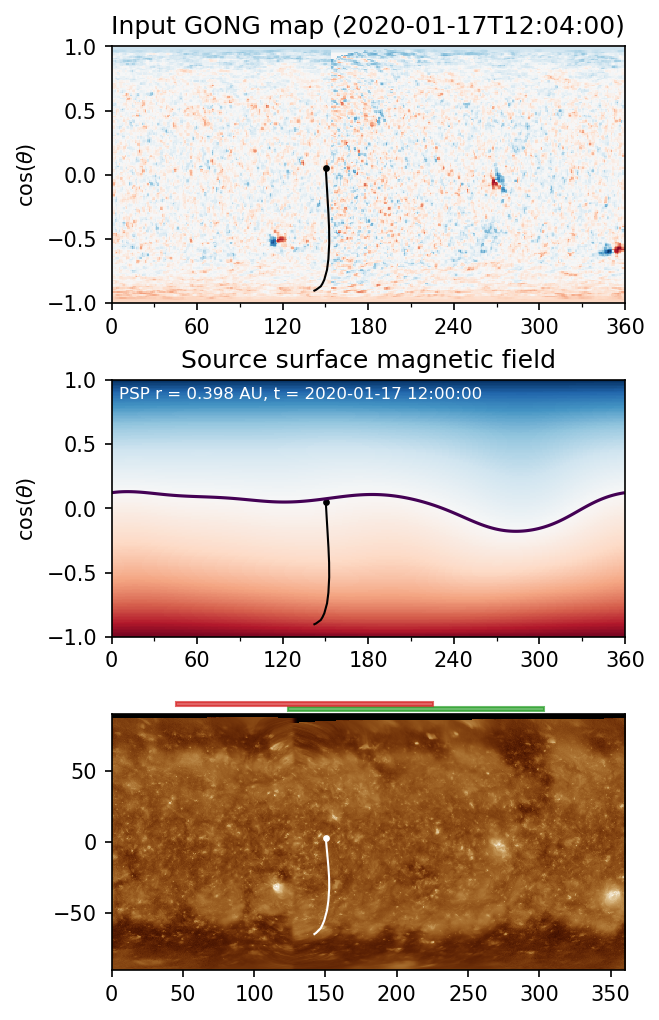 Input GONG map (2020-01-17T12:04:00)
1.0
0.5
0.0
−0.5
−1.0
cos(θ)
0 60 120 180 240 300 360
Source surface magnetic field
PSP r = 0.398 AU, t = 2020-01-17 12:00:00
1.0
0.5
0.0
−0.5
−1.0
cos(θ)
0 60 120 180 240 300 360
50
0
−50
0 50 100 150 200 250 300 350